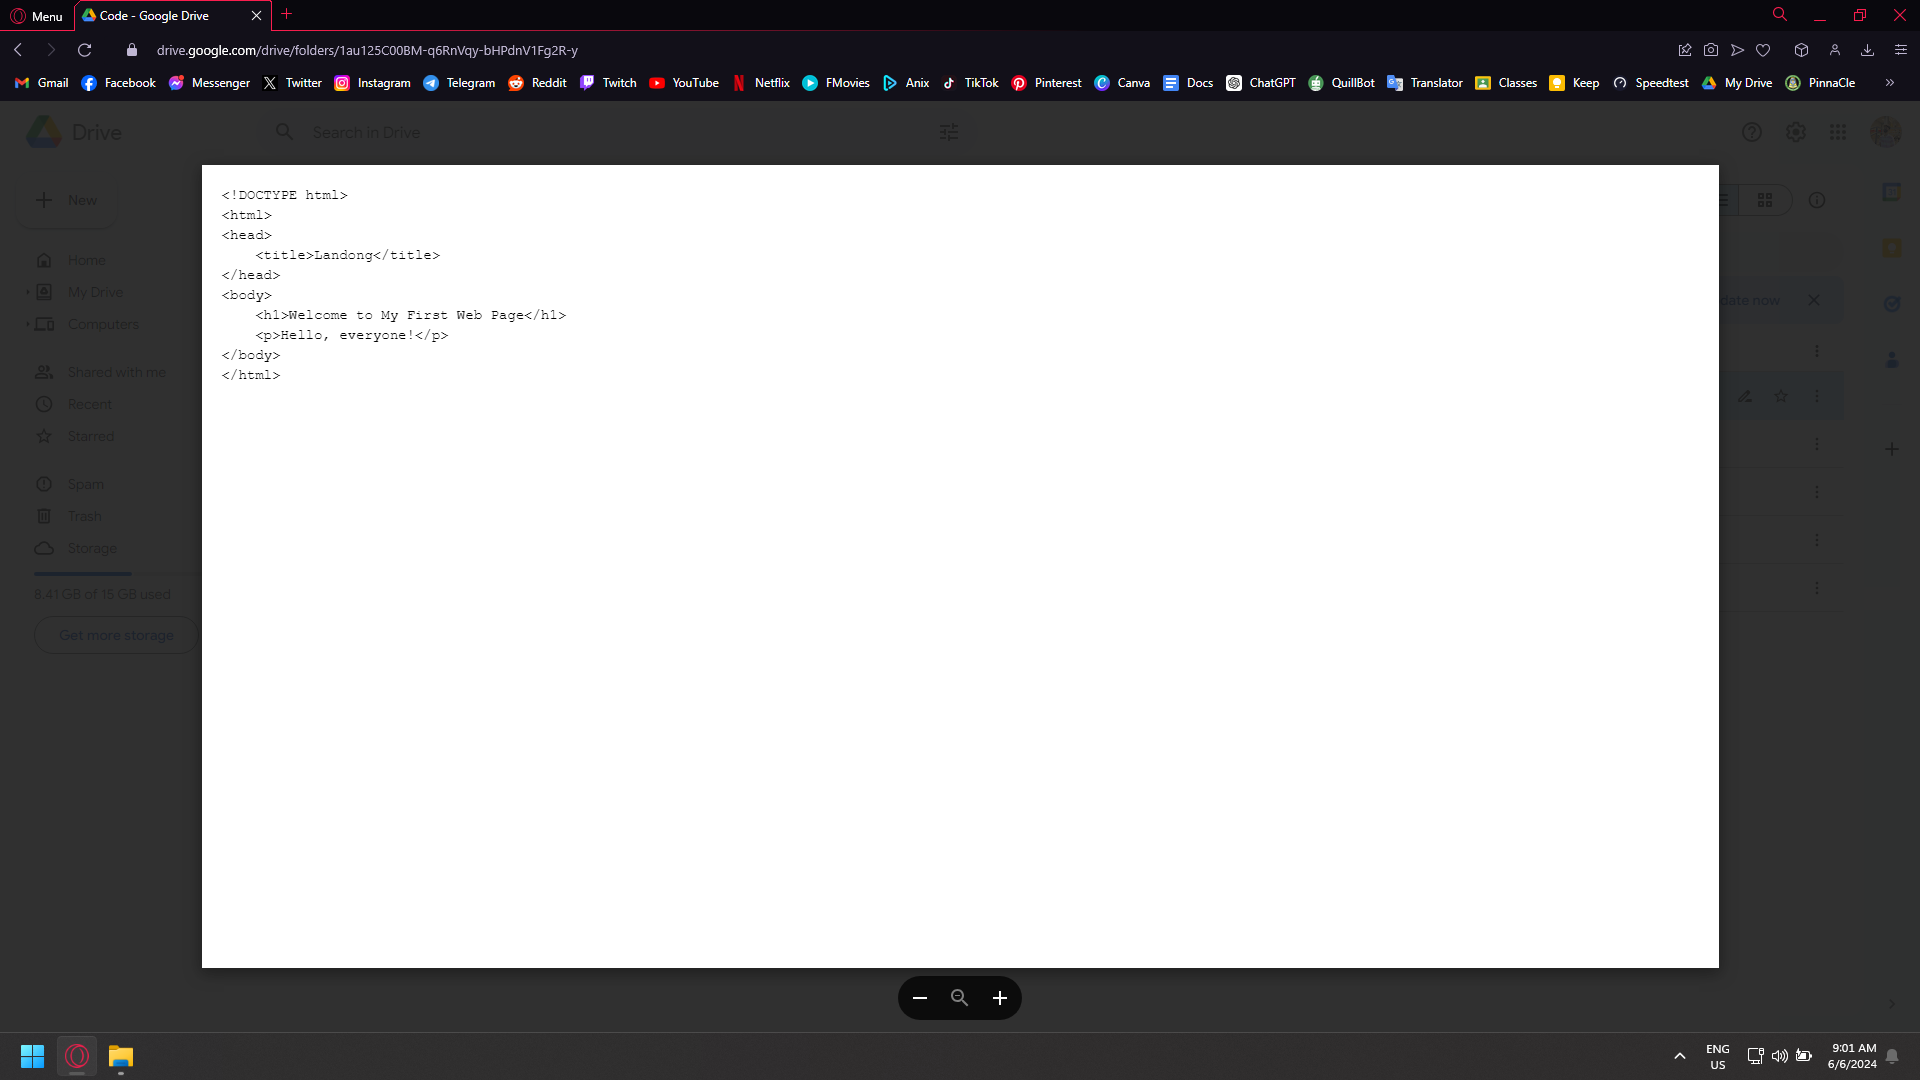 Menu
Code - Google Drive
drive.google.com/drive/folders/1au125C00BM-q6RnVqy-bHPdnV1Fg2R-y
Gmail Facebook Messenger Twitter Instagram Telegram Reddit Twitch YouTube Netflix FMovies Anix TikTok Pinterest Canva Docs ChatGPT QuillBot Translator Classes Keep Speedtest My Drive PinnaCle
Drive
Search in Drive
New
Home
My Drive
Computers
Shared with me
Recent
Starred
Spam
Trash
Storage
8.41 GB of 15 GB used
Get more storage
<!DOCTYPE html>
<html>
<head>
    <title>Landong</title>
</head>
<body>
    <h1>Welcome to My First Web Page</h1>
    <p>Hello, everyone!</p>
</body>
</html>
date now
ENG
US
9:01 AM
6/6/2024